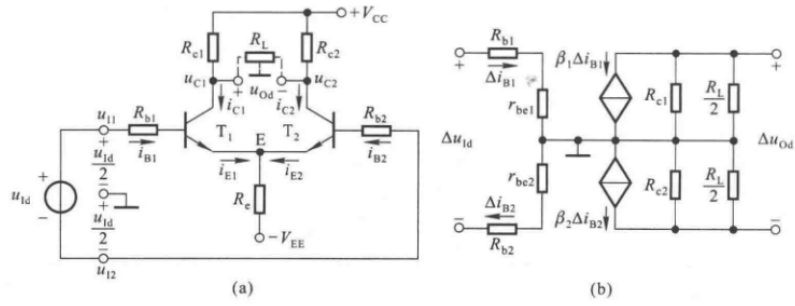 +V_CC
R_c1
R_L
R_c2
u_C1
+
u_Od
−
u_C2
i_C1
i_C2
u_I1
R_b1
T_1
E
T_2
R_b2
+
u_Id/2
−
i_B1
i_E1
i_E2
i_B2
u_Id
+
−
+
u_Id/2
−
R_e
u_I2
−V_EE
(a)
+
R_b1
Δi_B1
r_be1
β_1Δi_B1
R_c1
R_L/2
+
Δu_Id
Δu_Od
r_be2
Δi_B2
R_b2
−
β_2Δi_B2
R_c2
R_L/2
−
(b)